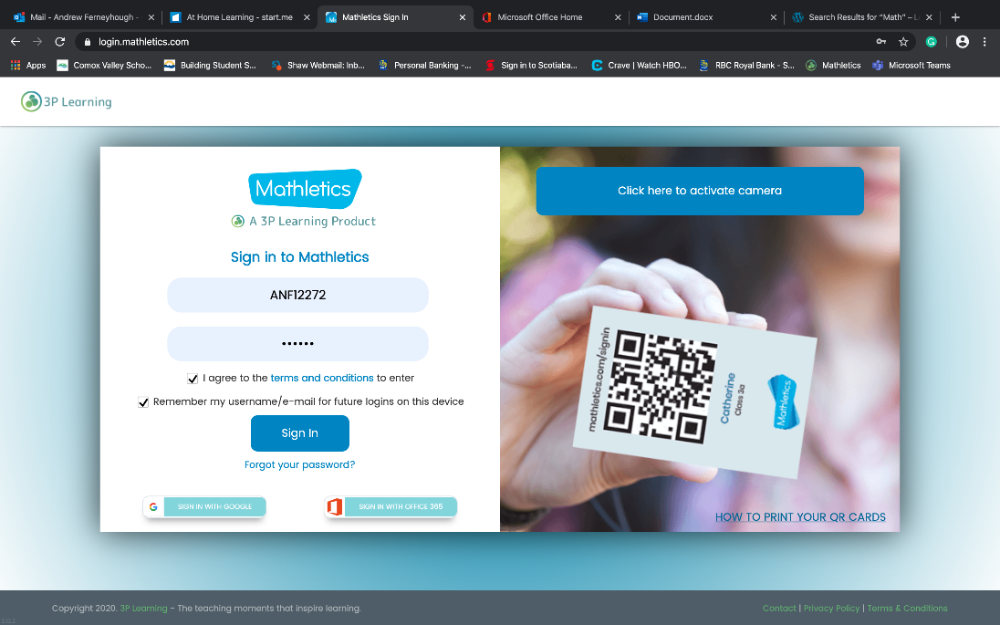 Mail - Andrew Ferneyhough -
At Home Learning - start.me
Mathletics Sign In
Microsoft Office Home
Document.docx
Search Results for “Math” –
login.mathletics.com
Apps
Comox Valley Scho...
Building Student S...
Shaw Webmail: Inb...
Personal Banking -...
Sign in to Scotiaba...
Crave | Watch HBO...
RBC Royal Bank - S...
Mathletics
Microsoft Teams
3P Learning
Mathletics
A 3P Learning Product
Sign in to Mathletics
ANF12272
••••••
I agree to the terms and conditions to enter
Remember my username/e-mail for future logins on this device
Sign In
Forgot your password?
SIGN IN WITH GOOGLE
SIGN IN WITH OFFICE 365
Click here to activate camera
mathletics.com/signin
Catherine
Class 3a
Mathletics
HOW TO PRINT YOUR QR CARDS
Copyright 2020. 3P Learning - The teaching moments that inspire learning.
Contact | Privacy Policy | Terms & Conditions